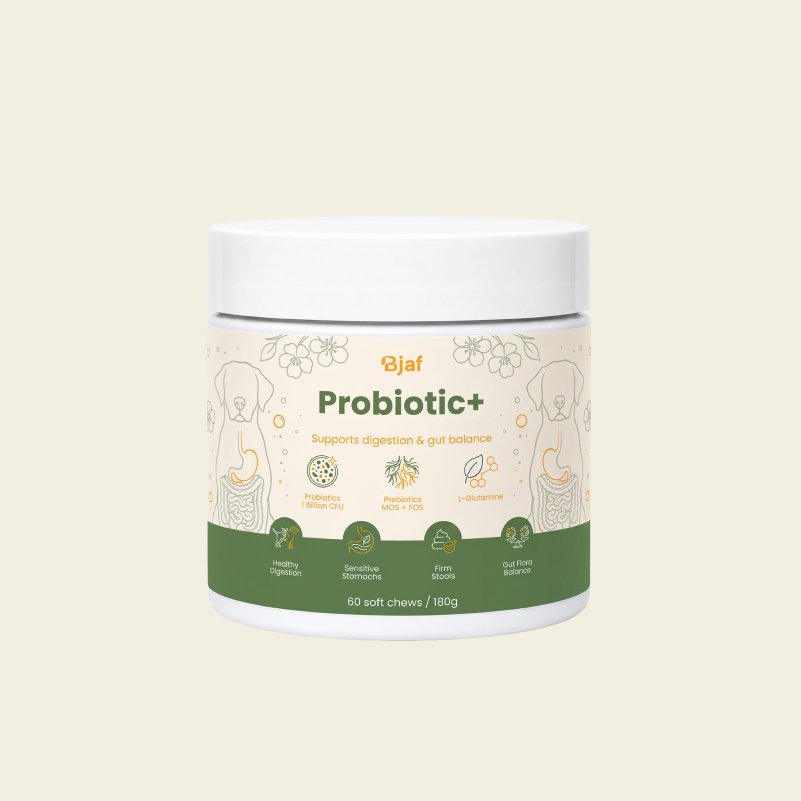 Bjaf
Probiotic+
Supports digestion & gut balance
Probiotics
1 Billion CFU
Prebiotics
MOS + FOS
L-Glutamine
Healthy
Digestion
Sensitive
Stomachs
Firm
Stools
Gut Flora
Balance
60 soft chews / 180g